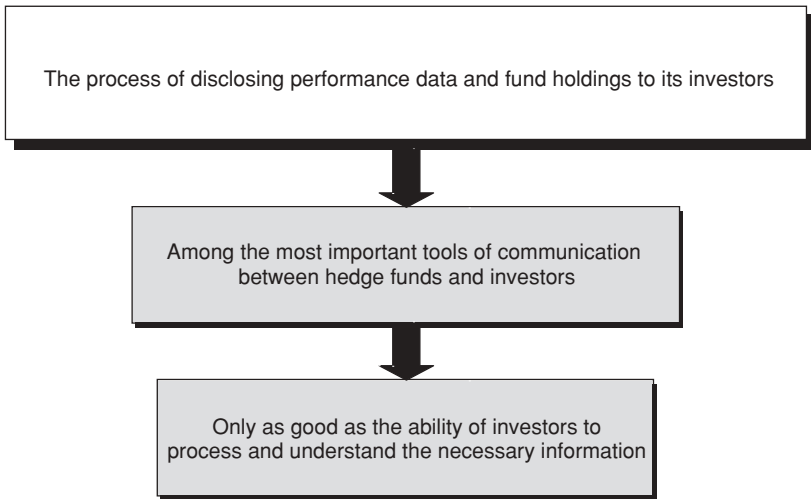 The process of disclosing performance data and fund holdings to its investors
Among the most important tools of communication
between hedge funds and investors
Only as good as the ability of investors to
process and understand the necessary information